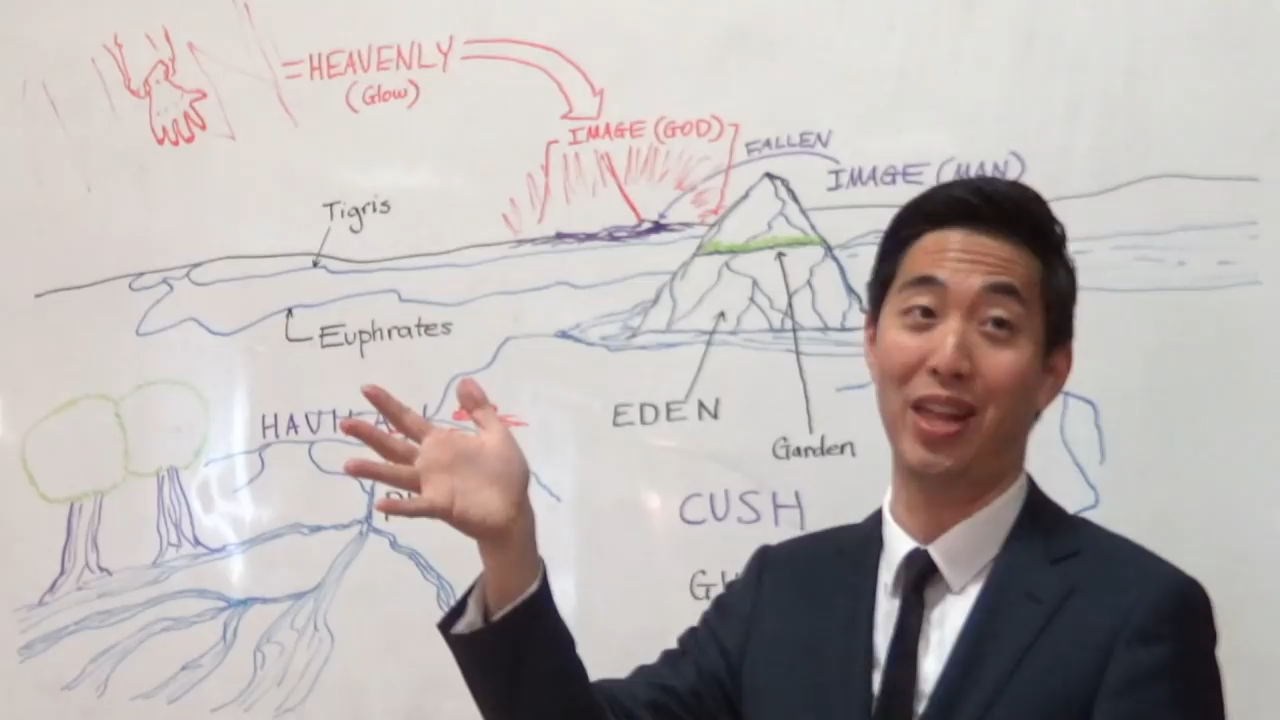 =HEAVENLY
(Glow)
IMAGE (GOD)
FALLEN
IMAGE (MAN)
Tigris
Euphrates
EDEN
Garden
CUSH